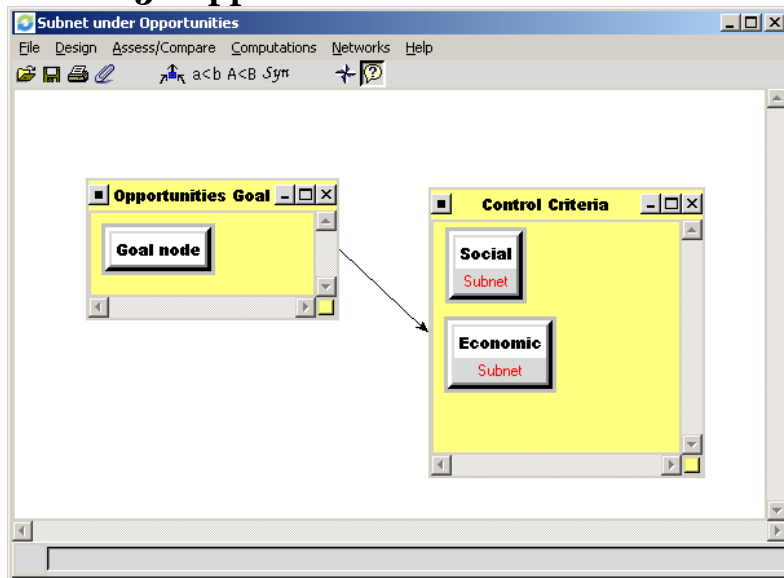 Subnet under Opportunities
File Design Assess/Compare Computations Networks Help
a<b A<B Syn
Opportunities Goal
Goal node
Control Criteria
Social
Subnet
Economic
Subnet